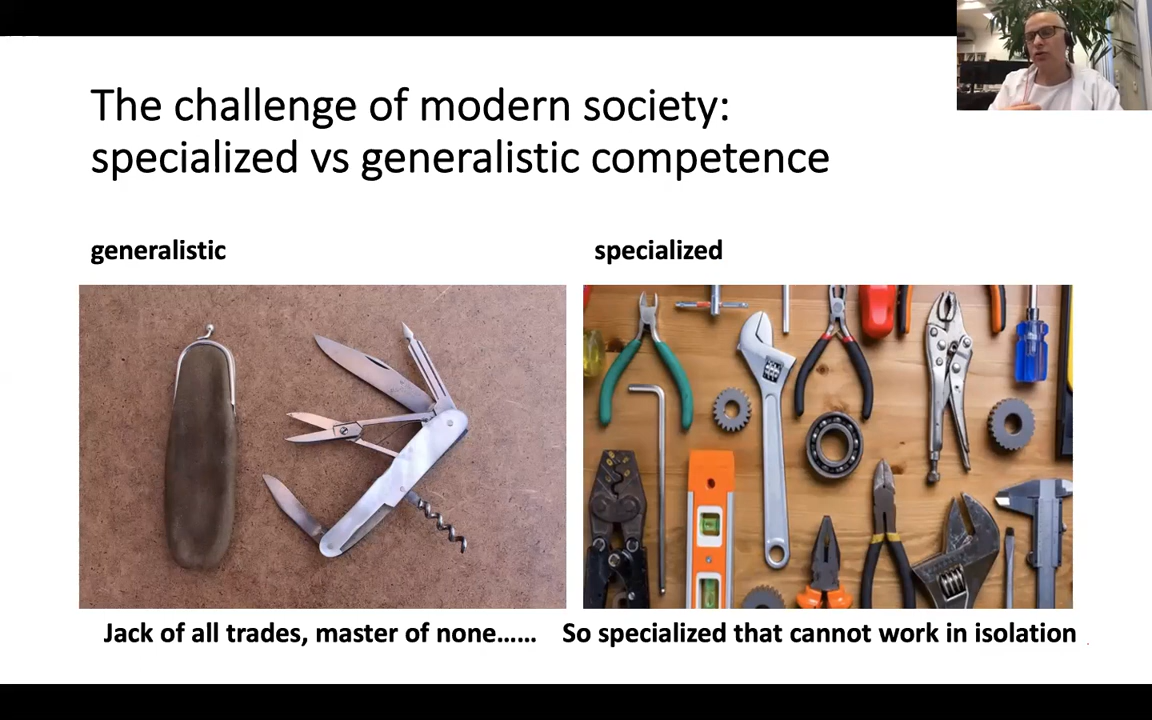 The challenge of modern society:
specialized vs generalistic competence
generalistic
specialized
Jack of all trades, master of none......
So specialized that cannot work in isolation